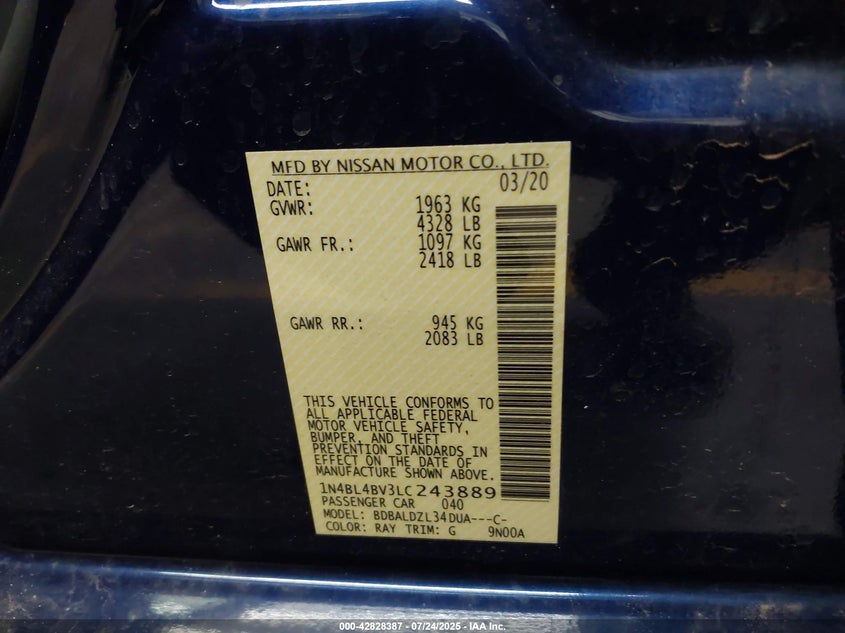 MFD BY NISSAN MOTOR CO., LTD.
DATE: 03/20
GVWR: 1963 KG
4328 LB
GAWR FR.: 1097 KG
2418 LB
GAWR RR.: 945 KG
2083 LB
THIS VEHICLE CONFORMS TO
ALL APPLICABLE FEDERAL
MOTOR VEHICLE SAFETY,
BUMPER, AND THEFT
PREVENTION STANDARDS IN
EFFECT ON THE DATE OF
MANUFACTURE SHOWN ABOVE.
1N4BL4BV3LC243889
PASSENGER CAR 040
MODEL: BDBALDZL34DUA---C-
COLOR: RAY TRIM: G 9N00A
000-42828387 - 07/24/2025 - IAA Inc.